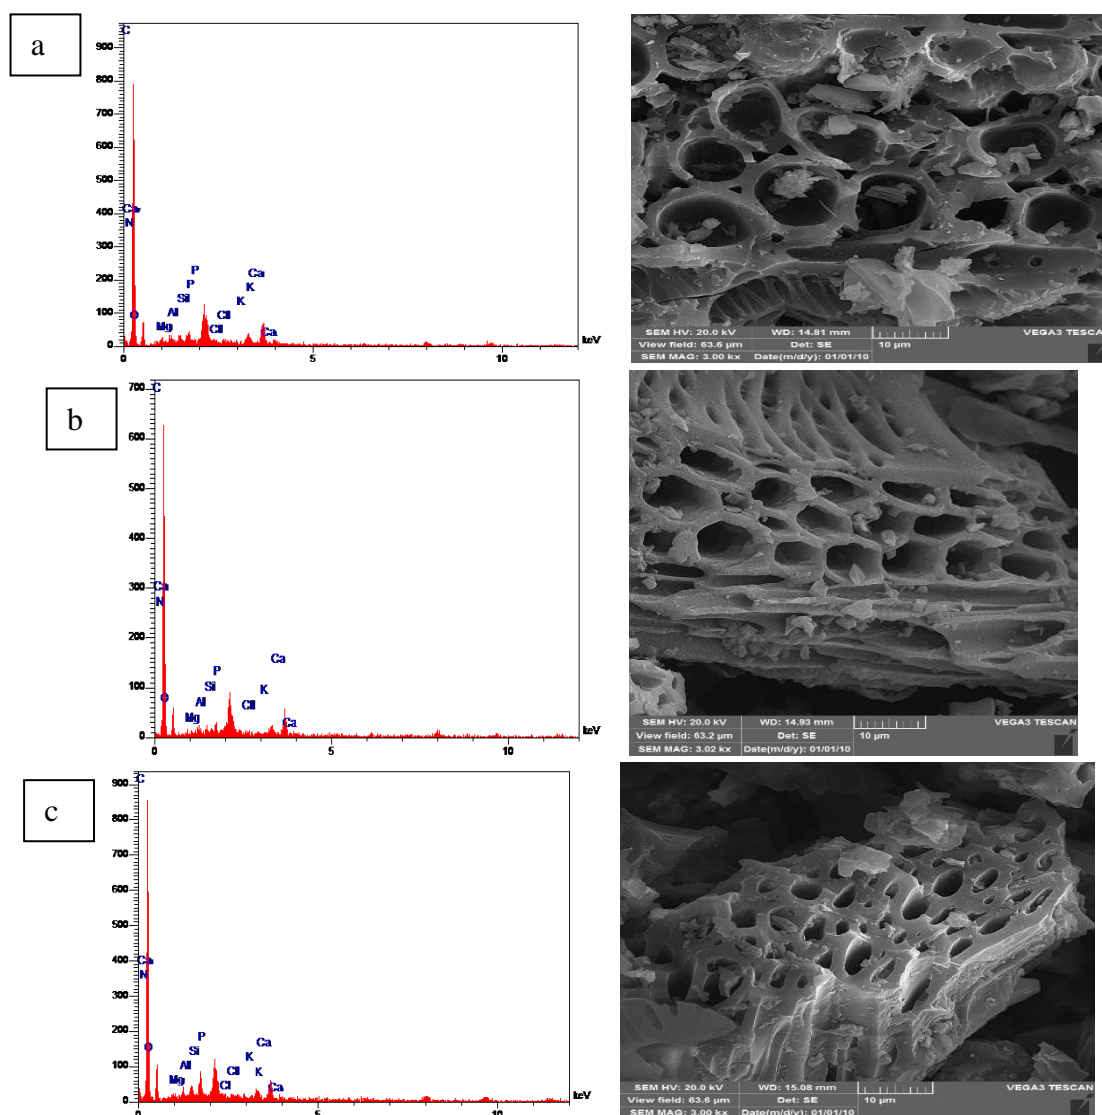 a
C
900
800
700
600
500
400
Ca
N
300
200
P
Ca
P
K
Si
100
Al
Cl
K
O
Mg
Cl
Ca
0
0
5
10
keV
SEM HV: 20.0 kV
WD: 14.81 mm
VEGA3 TESCAN
View field: 63.6 µm
Det: SE
10 µm
SEM MAG: 3.00 kx
Date(m/d/y): 01/01/10
b
700
C
600
500
400
300
Ca
N
200
Ca
P
100
Si
K
O
Al
Cl
Mg
Ca
0
0
5
10
keV
SEM HV: 20.0 kV
WD: 14.93 mm
VEGA3 TESCAN
View field: 63.2 µm
Det: SE
10 µm
SEM MAG: 3.02 kx
Date(m/d/y): 01/01/10
c
C
900
800
700
600
500
400
Ca
N
300
200
P
Ca
O
Si
K
100
Al
Cl
K
Mg
Cl
Ca
0
0
5
10
keV
SEM HV: 20.0 kV
WD: 15.08 mm
VEGA3 TESCAN
View field: 63.6 µm
Det: SE
10 µm
SEM MAG: 3.00 kx
Date(m/d/y): 01/01/10